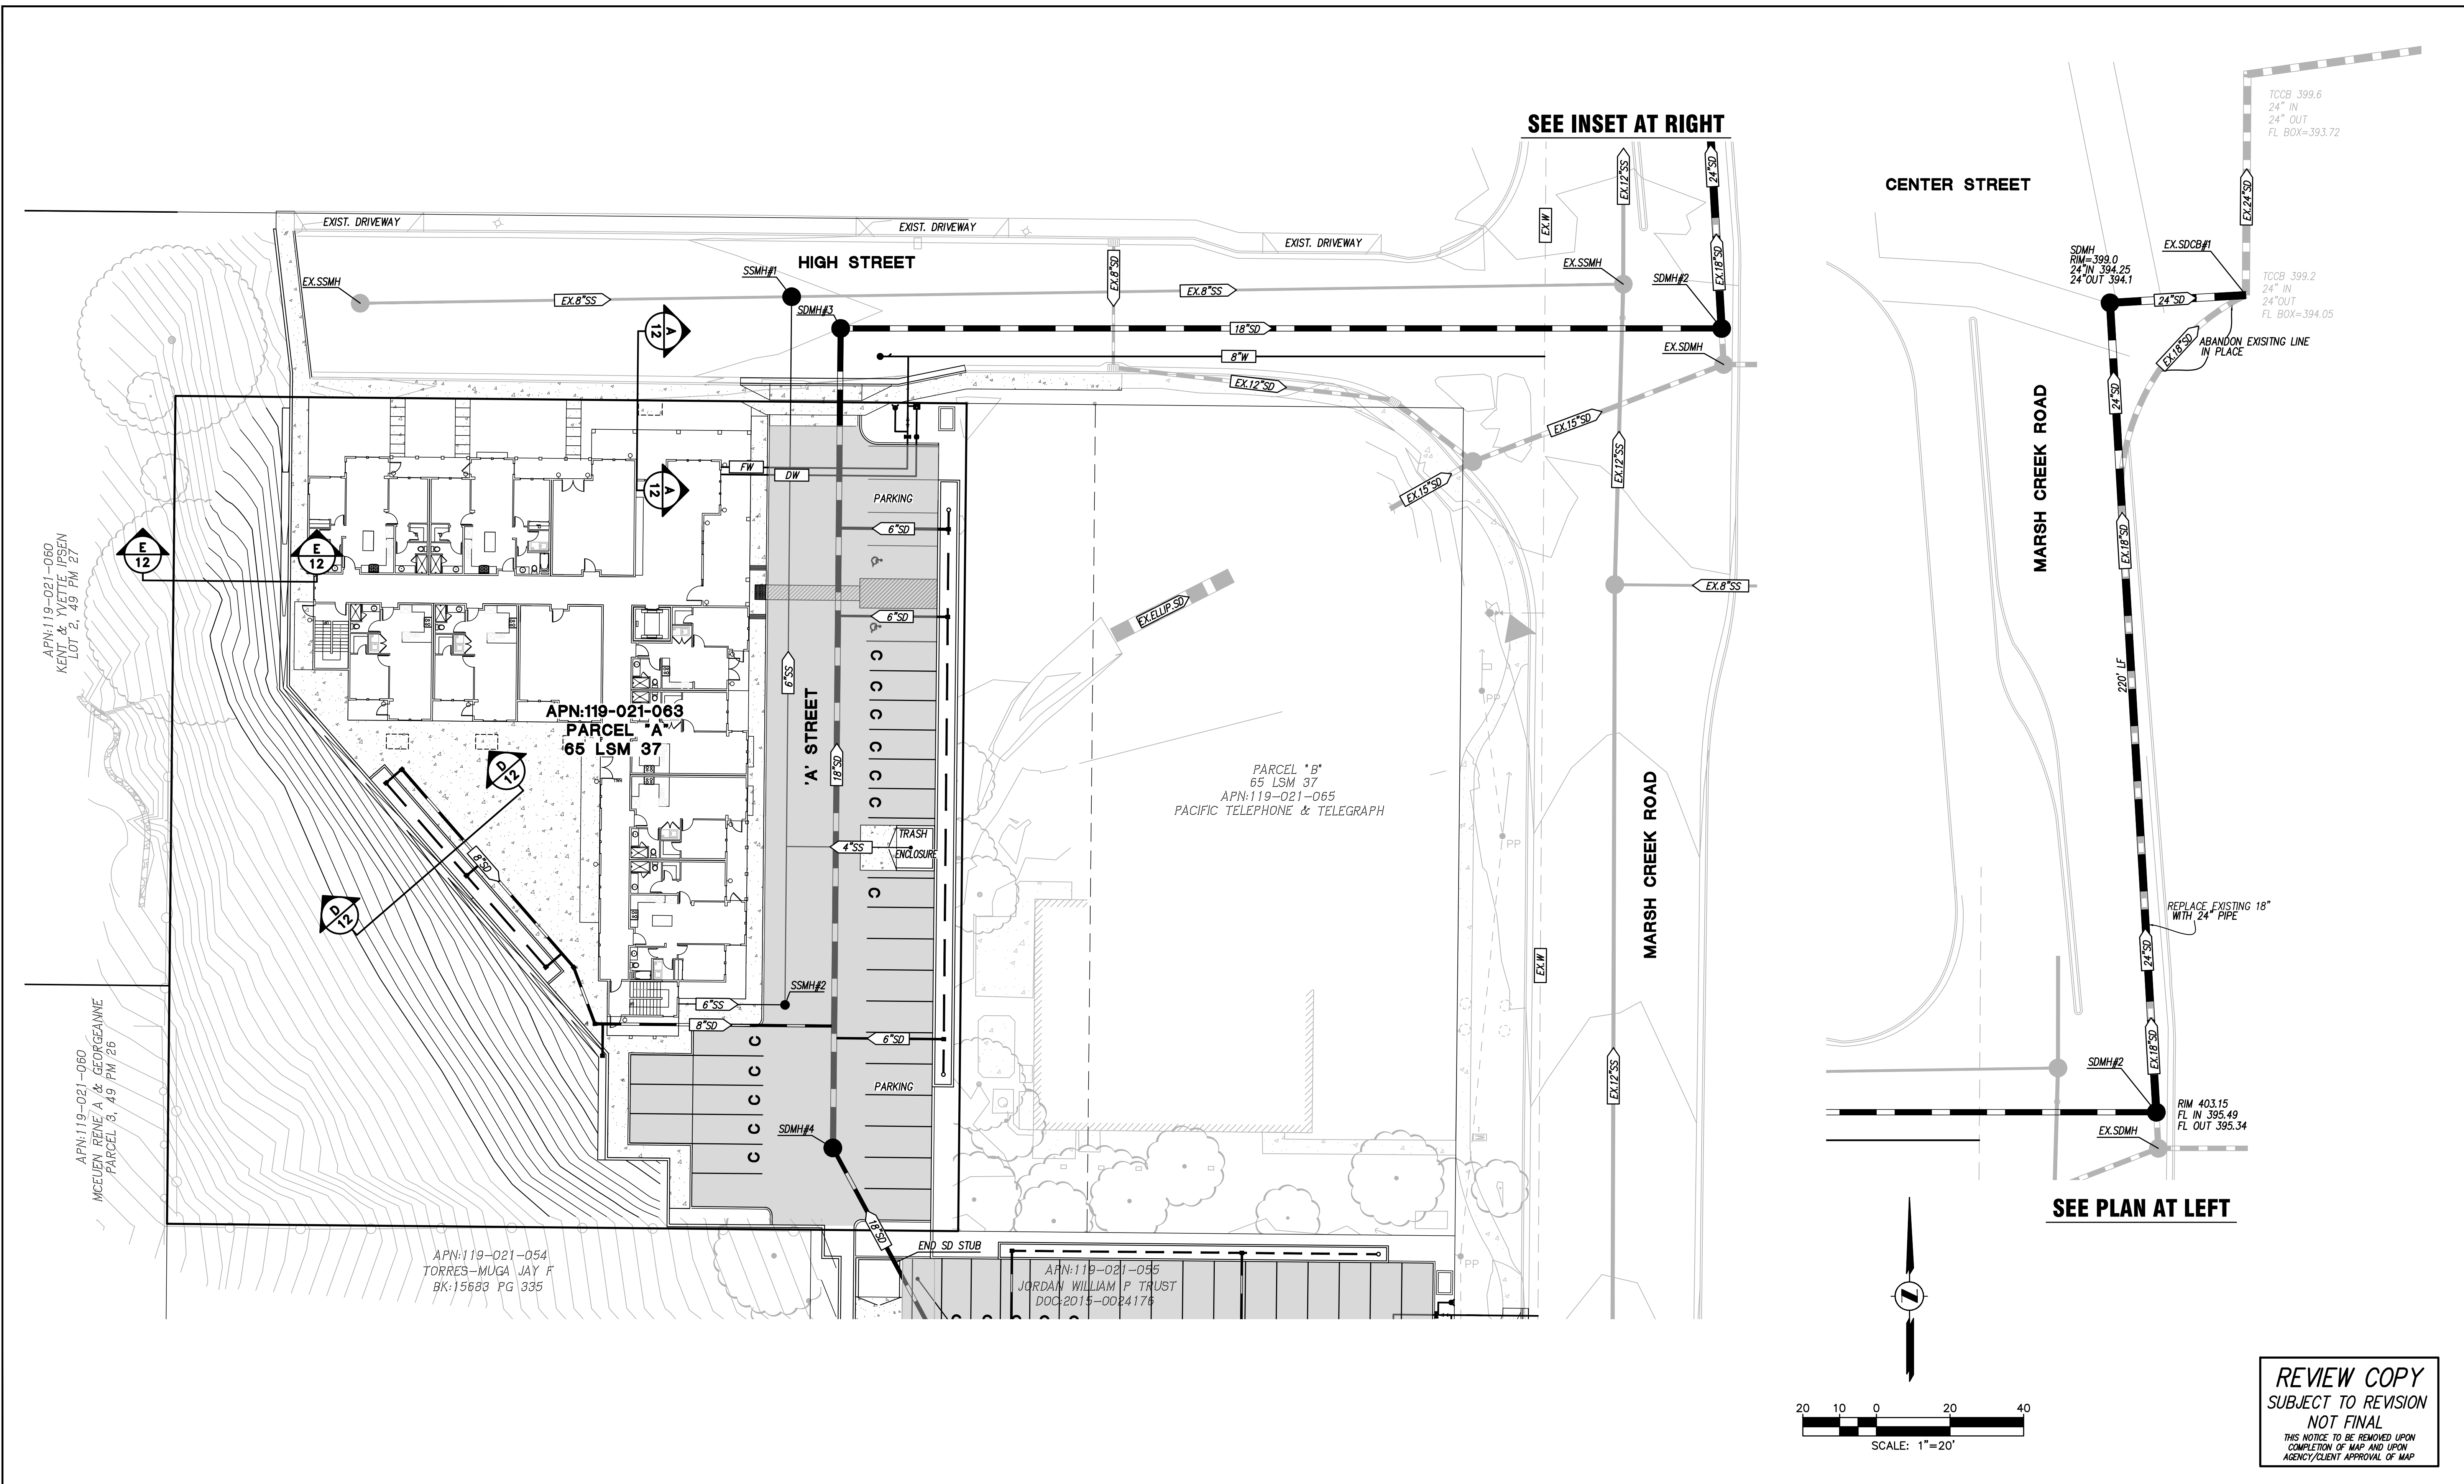 SEE INSET AT RIGHT
TCCB 399.6
24" IN
24" OUT
FL BOX=393.72
CENTER STREET
24"SD
EX.12"SS
EX.18"SD
EX.W
EXIST. DRIVEWAY
EXIST. DRIVEWAY
EXIST. DRIVEWAY
HIGH STREET
EX.SSMH
EX.8"SS
SSMH#1
SDMH#3
EX.8"SD
EX.8"SS
EX.SSMH
SDMH#2
18"SD
8"W
EX.SDMH
EX.12"SD
EX.15"SD
EX.15"SD
EX.12"SS
EX.8"SS
A
12
A
12
FW
DW
PARKING
6"SD
6"SD
EX.ELLIP.SD
E
12
E
12
APN:119-021-060
KENT & YVETTE IPSEN
LOT 2, 49 PM 27
6"SS
C
C
C
C
C
C
'A' STREET
18"SD
APN:119-021-063
PARCEL "A"
65 LSM 37
D
12
D
12
8"SD
4"SS
TRASH
ENCLOSURE
C
PARCEL "B"
65 LSM 37
APN:119-021-065
PACIFIC TELEPHONE & TELEGRAPH
PP
PP
PP
MARSH CREEK ROAD
EX.W
EX.12"SS
SSMH#2
6"SS
8"SD
6"SD
C
C
C
C
C
PARKING
SDMH#4
18"SD
END SD STUB
APN:119-021-060
MCEUEN RENE A & GEORGEANNE
PARCEL 3, 49 PM 26
APN:119-021-054
TORRES-MUGA JAY F
BK:15683 PG 335
APN:119-021-055
JORDAN WILLIAM P TRUST
DOC:2015-0024176
C C C C C
SDMH
RIM=399.0
24"IN 394.25
24"OUT 394.1
EX.SDCB#1
EX.24"SD
24"SD
TCCB 399.2
24" IN
24"OUT
FL BOX=394.05
EX.18"SD
ABANDON EXISITNG LINE
IN PLACE
24"SD
MARSH CREEK ROAD
EX.18"SD
220' LF
REPLACE EXISTING 18"
WITH 24" PIPE
24"SD
EX.18"SD
SDMH#2
RIM 403.15
FL IN 395.49
FL OUT 395.34
EX.SDMH
SEE PLAN AT LEFT
Z
20 10 0 20 40
SCALE: 1"=20'
REVIEW COPY
SUBJECT TO REVISION
NOT FINAL
THIS NOTICE TO BE REMOVED UPON
COMPLETION OF MAP AND UPON
AGENCY/CLIENT APPROVAL OF MAP